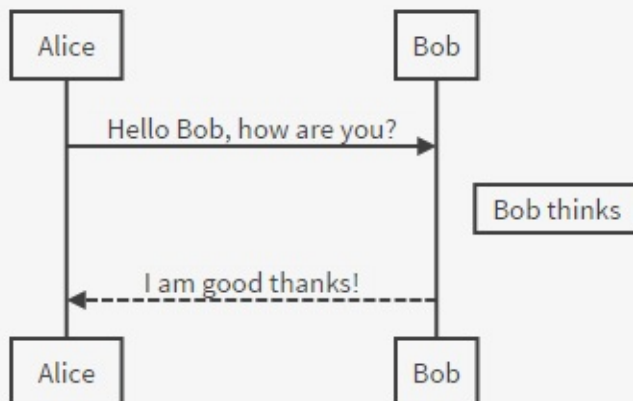 Alice Bob
Hello Bob, how are you?
Bob thinks
I am good thanks!
Alice Bob